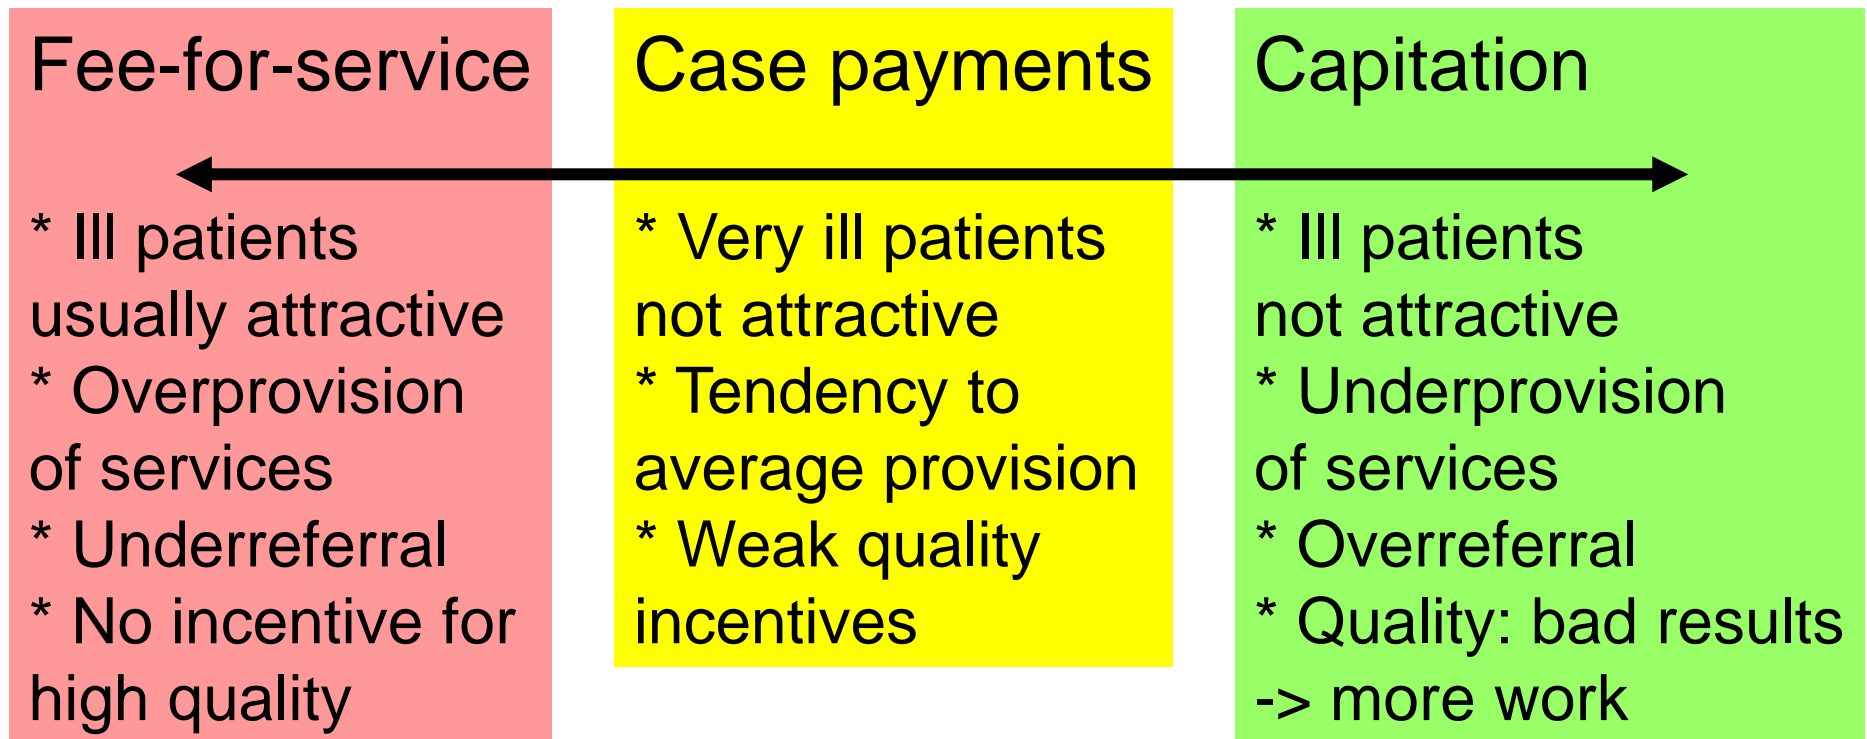 Fee-for-service
* Ill patients
usually attractive
* Overprovision
of services
* Underreferral
* No incentive for
high quality
Case payments
* Very ill patients
not attractive
* Tendency to
average provision
* Weak quality
incentives
Capitation
* Ill patients
not attractive
* Underprovision
of services
* Overreferral
* Quality: bad results
-> more work